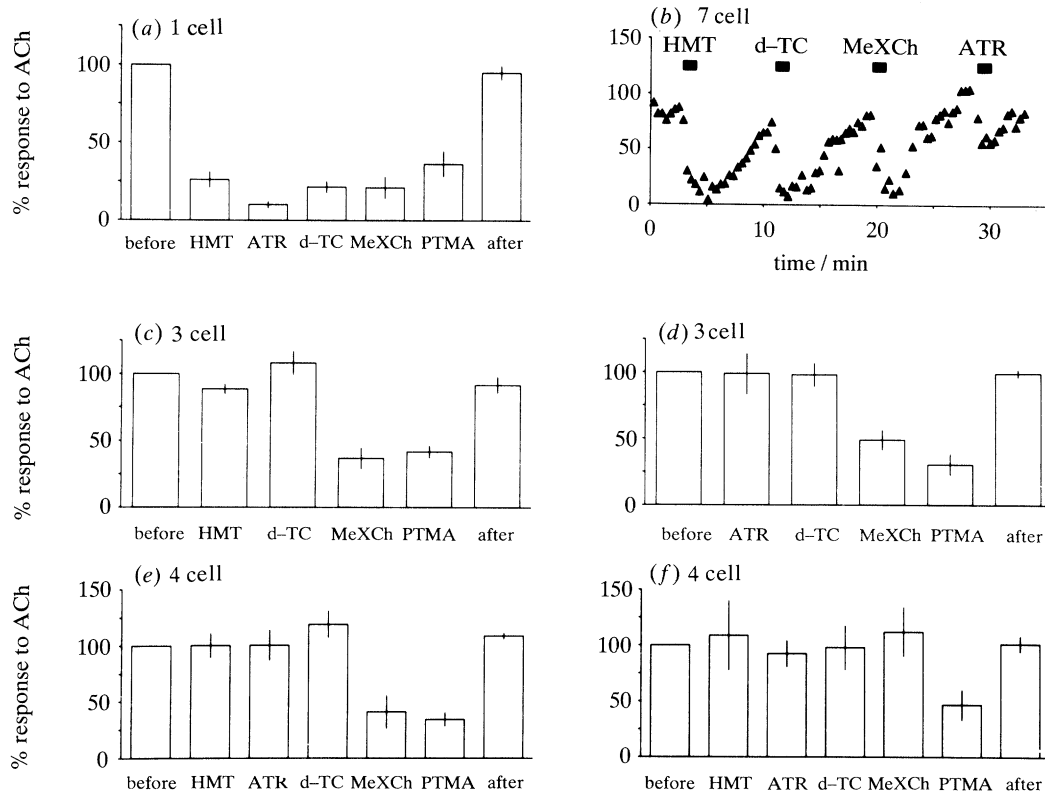 (a) 1 cell
% response to ACh
100
50
0
before HMT ATR d–TC MeXCh PTMA after
(b) 7 cell
150
100
50
0
HMT d–TC MeXCh ATR
0 10 20 30
time / min
(c) 3 cell
% response to ACh
100
50
0
before HMT d–TC MeXCh PTMA after
(d) 3 cell
100
50
0
before ATR d–TC MeXCh PTMA after
(e) 4 cell
% response to ACh
150
100
50
0
before HMT ATR d–TC MeXCh PTMA after
(f) 4 cell
150
100
50
0
before HMT ATR d–TC MeXCh PTMA after